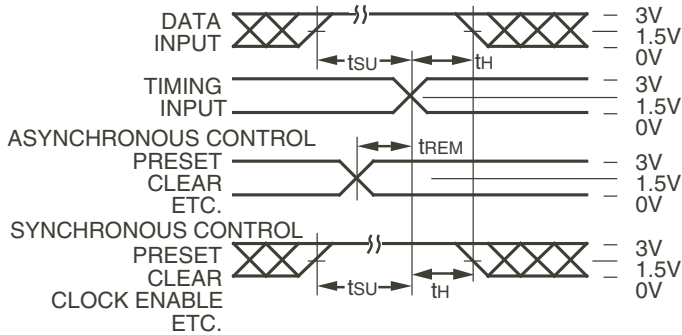 DATA
INPUT
tSU
tH
3V
1.5V
0V
TIMING
INPUT
3V
1.5V
0V
ASYNCHRONOUS CONTROL
PRESET
CLEAR
ETC.
tREM
3V
1.5V
0V
SYNCHRONOUS CONTROL
PRESET
CLEAR
CLOCK ENABLE
ETC.
tSU
tH
3V
1.5V
0V